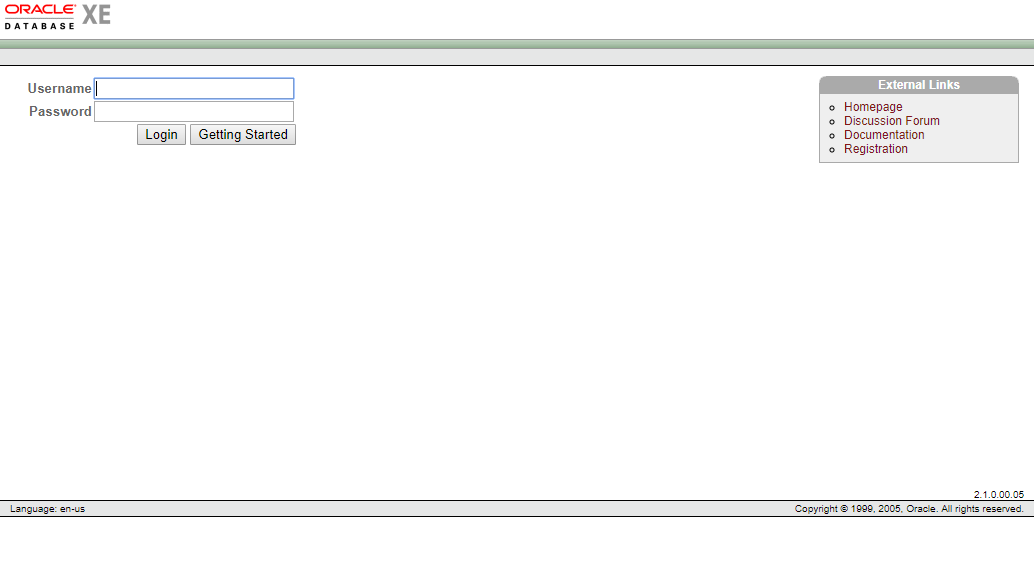 ORACLE XE
DATABASE
Username
Password
Login Getting Started
External Links
Homepage
Discussion Forum
Documentation
Registration
2.1.0.00.05
Language: en-us Copyright © 1999, 2005, Oracle. All rights reserved.